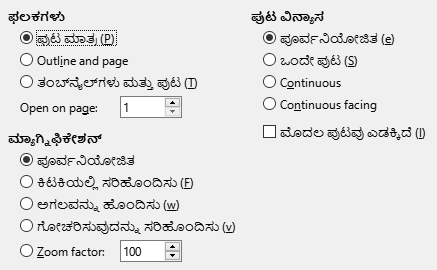 ಫಲಕಗಳು
ಪುಟ ಮಾತ್ರ (P)
Outline and page
ತಂಬ್‌ನೈಲ್‌ಗಳು ಮತ್ತು ಪುಟ (T)
Open on page: 1
ಮ್ಯಾಗ್ನಿಫಿಕೇಶನ್
ಪೂರ್ವನಿಯೋಜಿತ
ಕಿಟಕಿಯಲ್ಲಿ ಸರಿಹೊಂದಿಸು (F)
ಅಗಲವನ್ನು ಹೊಂದಿಸು (w)
ಗೋಚರಿಸುವುದನ್ನು ಸರಿಹೊಂದಿಸು (v)
Zoom factor: 100
ಪುಟ ವಿನ್ಯಾಸ
ಪೂರ್ವನಿಯೋಜಿತ (e)
ಒಂದೇ ಪುಟ (S)
Continuous
Continuous facing
ಮೊದಲ ಪುಟವು ಎಡಕ್ಕಿದೆ (l)